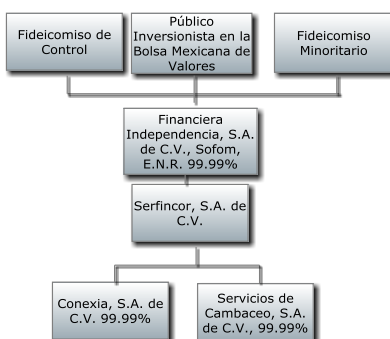 Fideicomiso de
Control
Público
Inversionista en la
Bolsa Mexicana de
Valores
Fideicomiso
Minoritario
Financiera
Independencia, S.A.
de C.V., Sofom,
E.N.R. 99.99%
Serfincor, S.A. de
C.V.
Conexia, S.A. de
C.V. 99.99%
Servicios de
Cambaceo, S.A.
de C.V., 99.99%